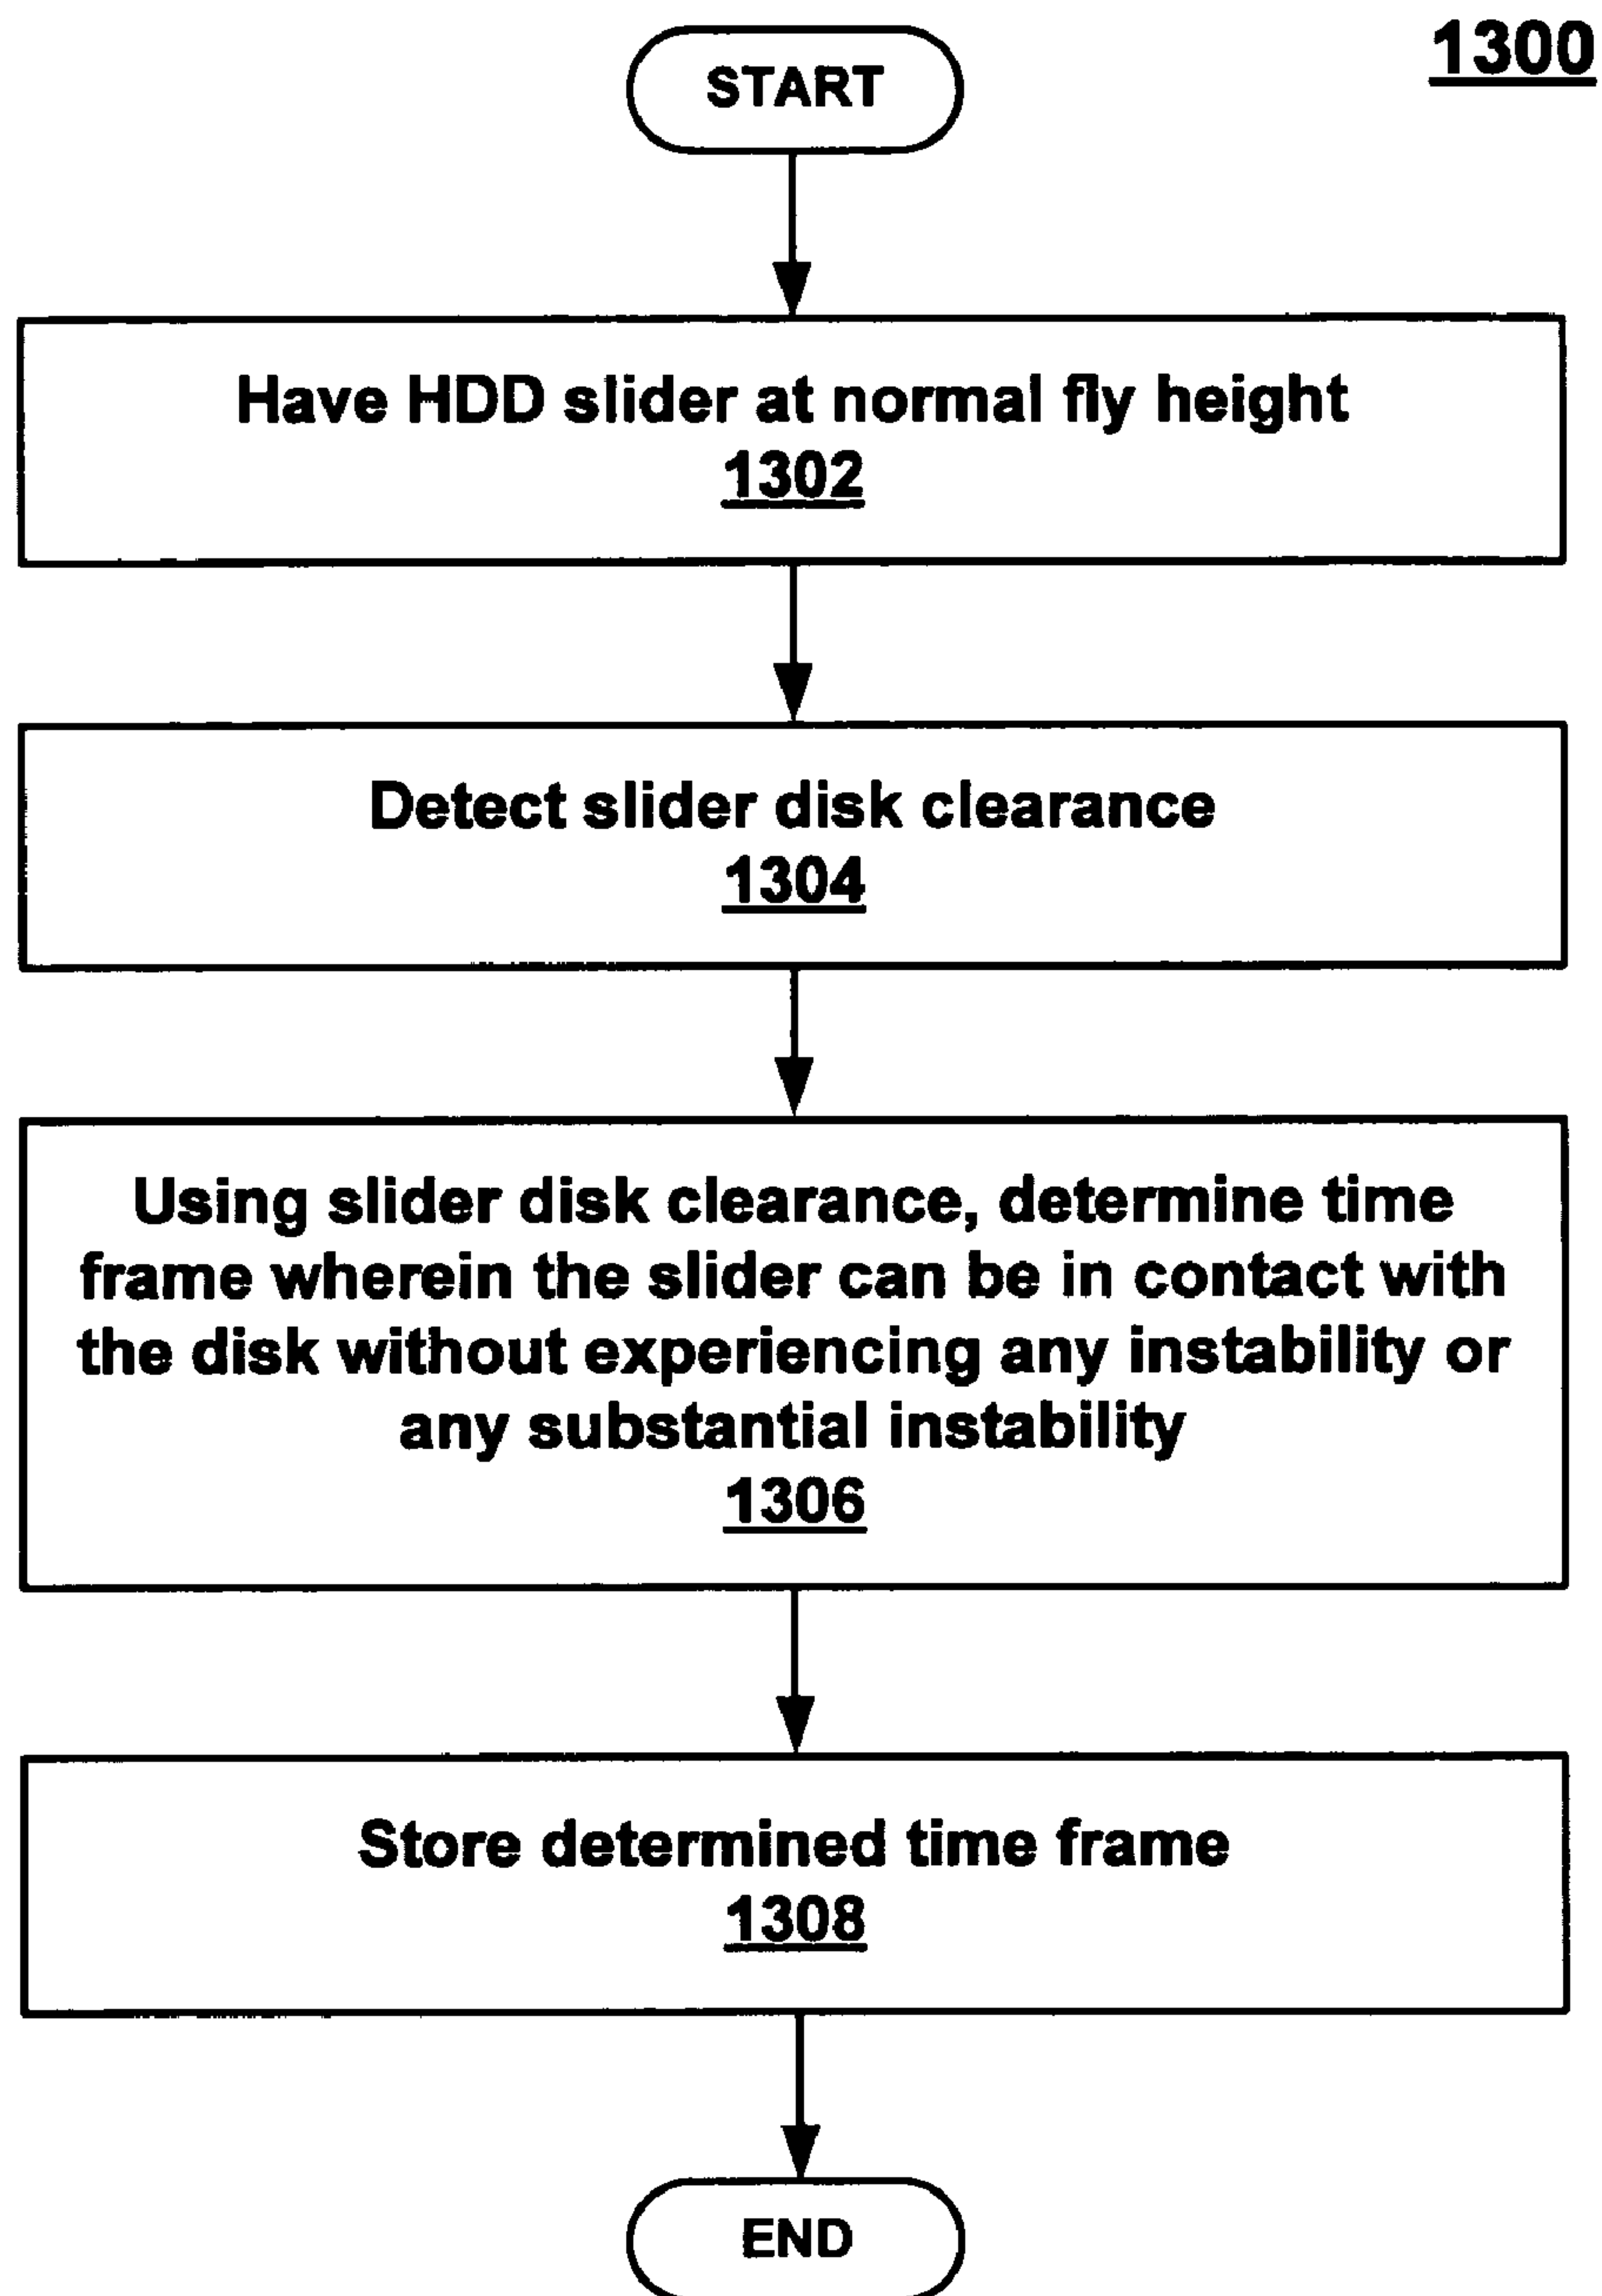 1300
START
Have HDD slider at normal fly height
1302
Detect slider disk clearance
1304
Using slider disk clearance, determine time
frame wherein the slider can be in contact with
the disk without experiencing any instability or
any substantial instability
1306
Store determined time frame
1308
END